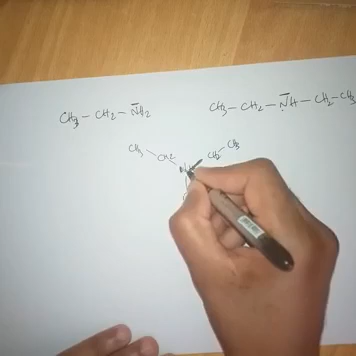 CH3 – CH2 – N̄H2
CH3 – CH2 – N̄H – CH2 – CH3
CH3 – CH2 CH2 – CH3
N